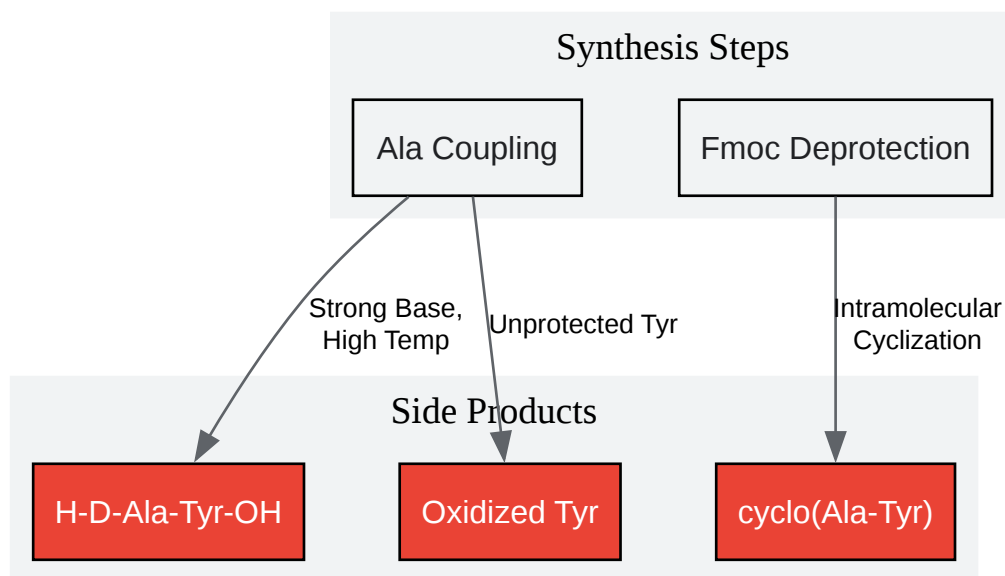 Synthesis Steps
Ala Coupling
Fmoc Deprotection
Strong Base,
High Temp
Unprotected Tyr
Intramolecular
Cyclization
Side Products
H-D-Ala-Tyr-OH
Oxidized Tyr
cyclo(Ala-Tyr)